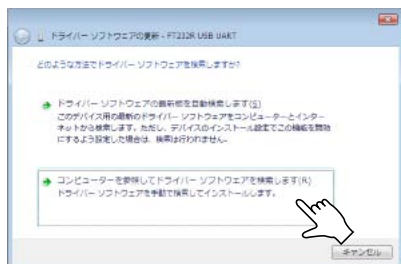 ドライバー ソフトウェアの更新 - FT232R USB UART
どのような方法でドライバー ソフトウェアを検索しますか?
ドライバー ソフトウェアの最新版を自動検索します(S)
このデバイス用の最新のドライバー ソフトウェアをコンピューターとインター
ネットから検索します。ただし、デバイスのインストール設定でこの機能を無効
にするよう設定した場合は、検索は行われません。
コンピューターを参照してドライバー ソフトウェアを検索します(R)
ドライバー ソフトウェアを手動で検索してインストールします。
キャンセル